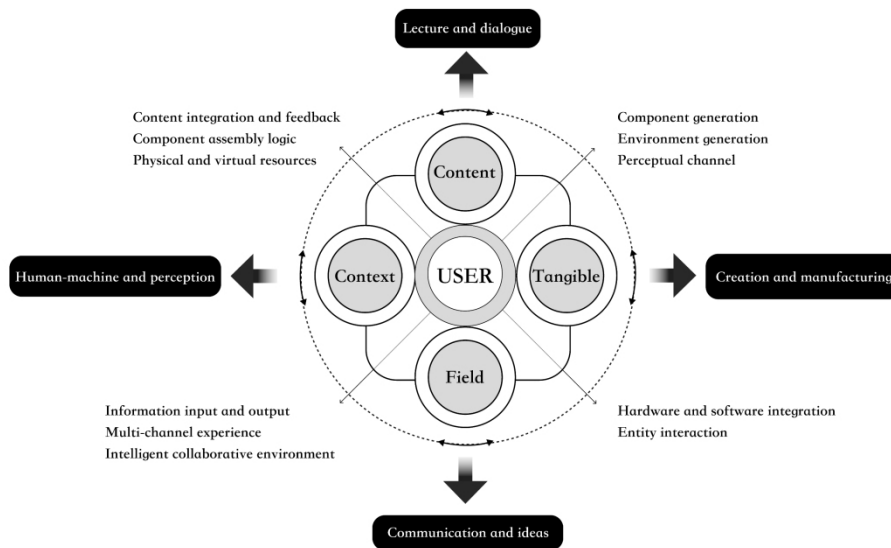 Lecture and dialogue
Content integration and feedback
Component assembly logic
Physical and virtual resources
Component generation
Environment generation
Perceptual channel
Content
Human-machine and perception
Context
USER
Tangible
Creation and manufacturing
Field
Information input and output
Multi-channel experience
Intelligent collaborative environment
Hardware and software integration
Entity interaction
Communication and ideas